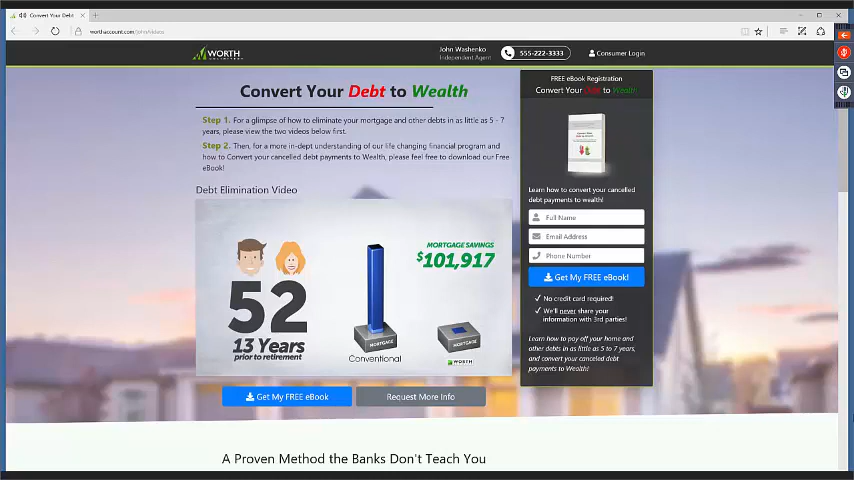 Convert Your Debt
worthaccount.com/john/ldabs
WORTH
John Washenko
Independent Agent
555-222-3333
Consumer Login
Convert Your Debt to Wealth
Step 1. For a glimpse of how to eliminate your mortgage and other debts in as little as 5 - 7
years, please view the two videos below first.
Step 2. Then, for a more in-dept understanding of our life changing financial program and
how to Convert your cancelled debt payments to Wealth, please feel free to download our Free
eBook!
Debt Elimination Video
52
13 Years
prior to retirement
MORTGAGE
Conventional
MORTGAGE SAVINGS
$101,917
MORTGAGE
WORTH
Get My FREE eBook
Request More Info
FREE eBook Registration
Convert Your Debt to Wealth
Learn how to convert your cancelled
debt payments to wealth!
Full Name
Email Address
Phone Number
Get My FREE eBook!
No credit card required!
We'll never share your
information with 3rd parties!
Learn how to pay off your home and
other debts in as little as 5 to 7 years,
and convert your canceled debt
payments to Wealth!
A Proven Method the Banks Don't Teach You